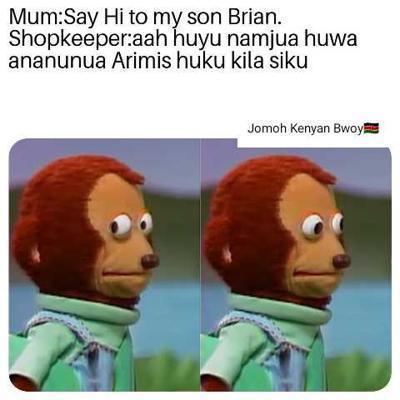 Mum:Say Hi to my son Brian.
Shopkeeper:aah huyu namjua huwa
ananunua Arimis huku kila siku
Jomoh Kenyan Bwoy🇰🇪